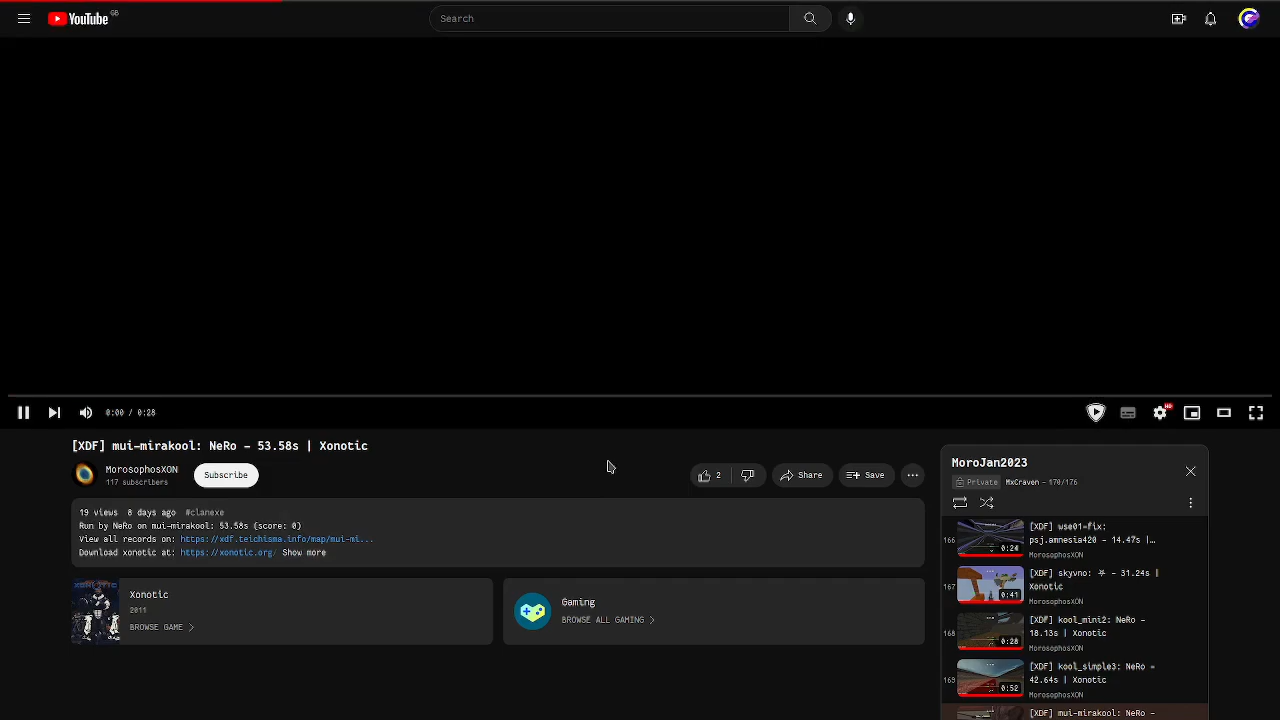 YouTube GB
Search
0:00 / 0:28
HD
[XDF] mui-mirakool: NeRo - 53.58s | Xonotic
MorosophosXON
117 subscribers
Subscribe
2
Share
Save
19 views 8 days ago #clanexe
Run by NeRo on mui-mirakool: 53.58s (score: 0)
View all records on: https://xdf.teichisma.info/map/mui-mi...
Download xonotic at: https://xonotic.org/ Show more
XONOTIC
Xonotic
2011
BROWSE GAME
Gaming
BROWSE ALL GAMING
MoroJan2023
Private MxCraven - 170/176
166
0:24
[XDF] wse01-fix:
psj.amnesia420 - 14.47s |…
MorosophosXON
167
0:41
[XDF] skyvno: - 31.24s |
Xonotic
MorosophosXON
168
0:28
[XDF] kool_mini2: NeRo -
18.13s | Xonotic
MorosophosXON
169
0:52
[XDF] kool_simple3: NeRo -
42.64s | Xonotic
MorosophosXON
[XDF] mui-mirakool: NeRo -